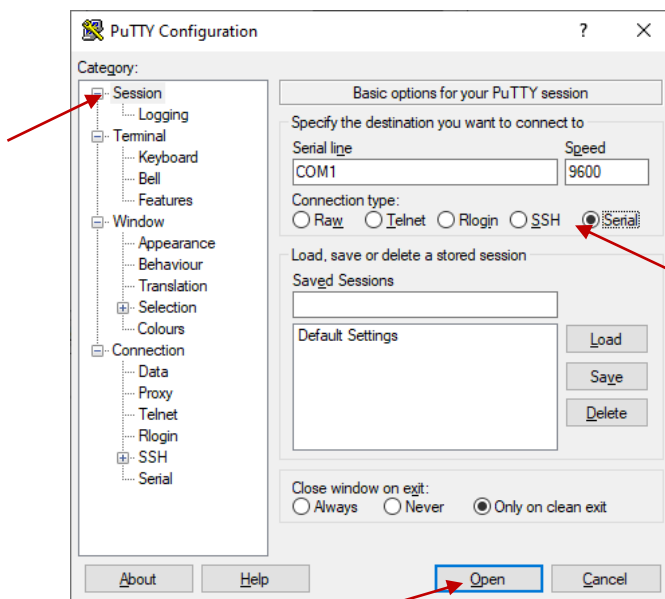 PuTTY Configuration
?
Category:
Session
Logging
Terminal
Keyboard
Bell
Features
Window
Appearance
Behaviour
Translation
Selection
Colours
Connection
Data
Proxy
Telnet
Rlogin
SSH
Serial
Basic options for your PuTTY session
Specify the destination you want to connect to
Serial line Speed
COM1 9600
Connection type:
Raw Telnet Rlogin SSH Serial
Load, save or delete a stored session
Saved Sessions
Default Settings
Load
Save
Delete
Close window on exit:
Always Never Only on clean exit
About Help Open Cancel